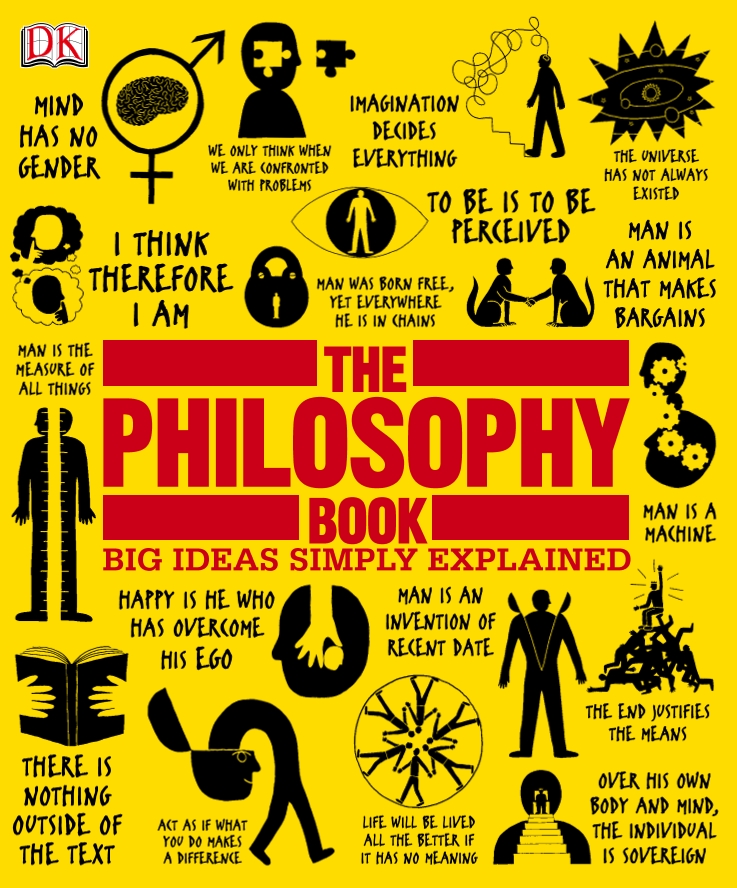 DK
MIND
HAS NO
GENDER
WE ONLY THINK WHEN
WE ARE CONFRONTED
WITH PROBLEMS
IMAGINATION
DECIDES
EVERYTHING
THE UNIVERSE
HAS NOT ALWAYS
EXISTED
I THINK
THEREFORE
I AM
MAN WAS BORN FREE,
YET EVERYWHERE
HE IS IN CHAINS
TO BE IS TO BE
PERCEIVED
MAN IS
AN ANIMAL
THAT MAKES
BARGAINS
MAN IS THE
MEASURE OF
ALL THINGS
THE
PHILOSOPHY
BOOK
BIG IDEAS SIMPLY EXPLAINED
MAN IS A
MACHINE
HAPPY IS HE WHO
HAS OVERCOME
HIS EGO
MAN IS AN
INVENTION OF
RECENT DATE
THE END JUSTIFIES
THE MEANS
THERE IS
NOTHING
OUTSIDE OF
THE TEXT
ACT AS IF WHAT
YOU DO MAKES
A DIFFERENCE
LIFE WILL BE LIVED
ALL THE BETTER IF
IT HAS NO MEANING
OVER HIS OWN
BODY AND MIND,
THE INDIVIDUAL
IS SOVEREIGN